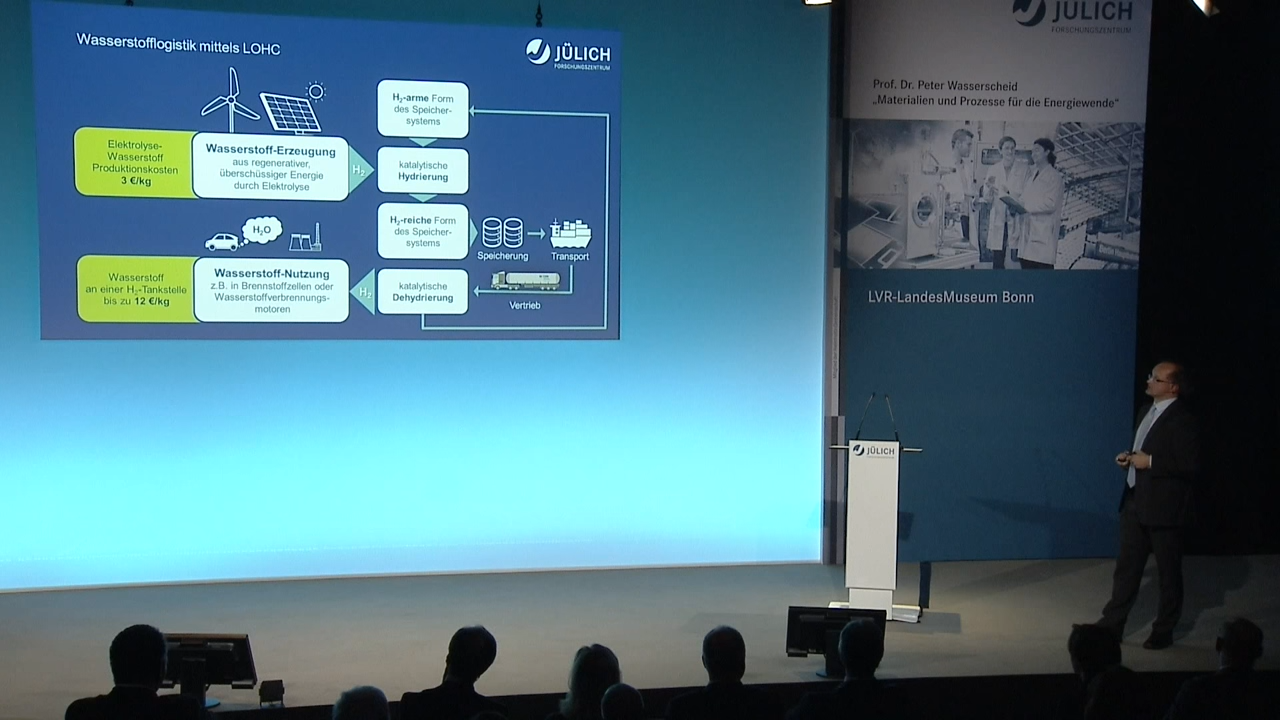 Wasserstofflogistik mittels LOHC
JÜLICH
FORSCHUNGSZENTRUM
Elektrolyse-
Wasserstoff
Produktionskosten
3 €/kg
Wasserstoff-Erzeugung
aus regenerativer,
überschüssiger Energie
durch Elektrolyse
H₂
H₂-arme Form
des Speicher-
systems
katalytische
Hydrierung
H₂-reiche Form
des Speicher-
systems
Speicherung
Transport
H₂O
Wasserstoff
an einer H₂-Tankstelle
bis zu 12 €/kg
Wasserstoff-Nutzung
z.B. in Brennstoffzellen oder
Wasserstoffverbrennungs-
motoren
H₂
katalytische
Dehydrierung
Vertrieb
JÜLICH
FORSCHUNGSZENTRUM
Prof. Dr. Peter Wasserscheid
„Materialien und Prozesse für die Energiewende“
LVR-LandesMuseum Bonn
JÜLICH